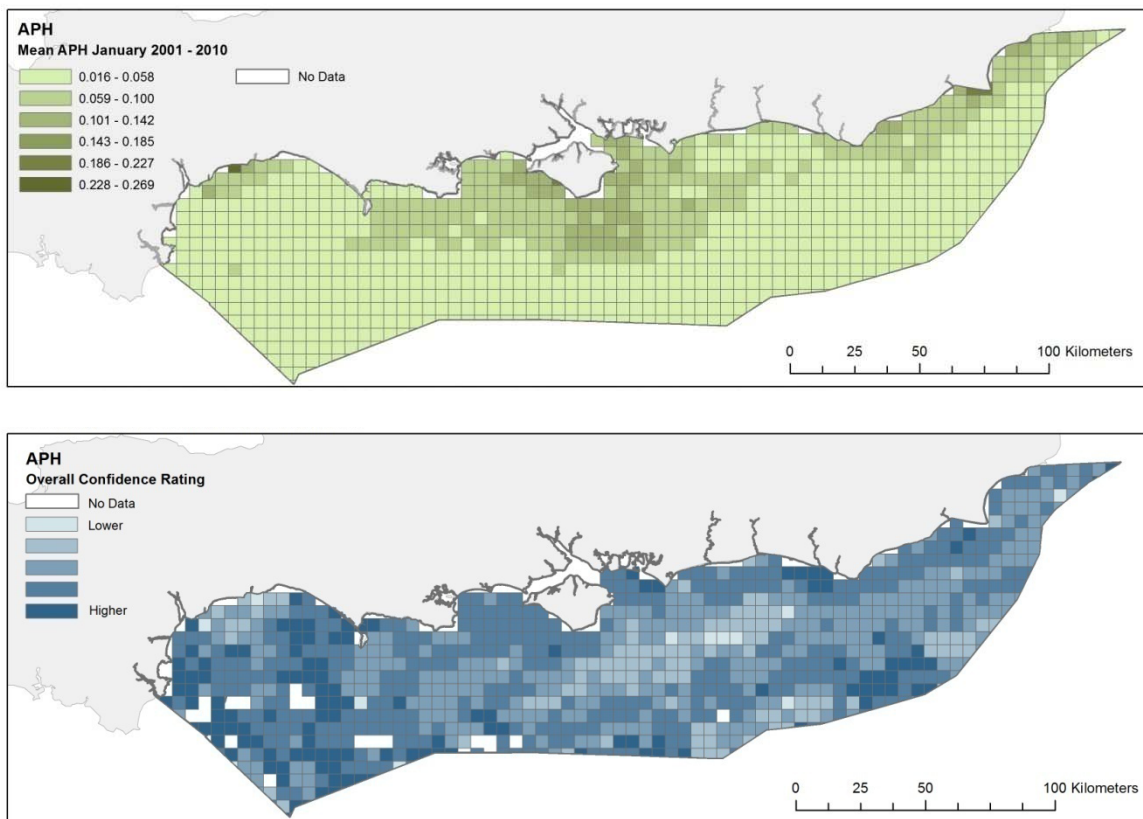 APH
Mean APH January 2001 - 2010
0.016 - 0.058
No Data
0.059 - 0.100
0.101 - 0.142
0.143 - 0.185
0.186 - 0.227
0.228 - 0.269
0 25 50 100 Kilometers
APH
Overall Confidence Rating
No Data
Lower
Higher
0 25 50 100 Kilometers